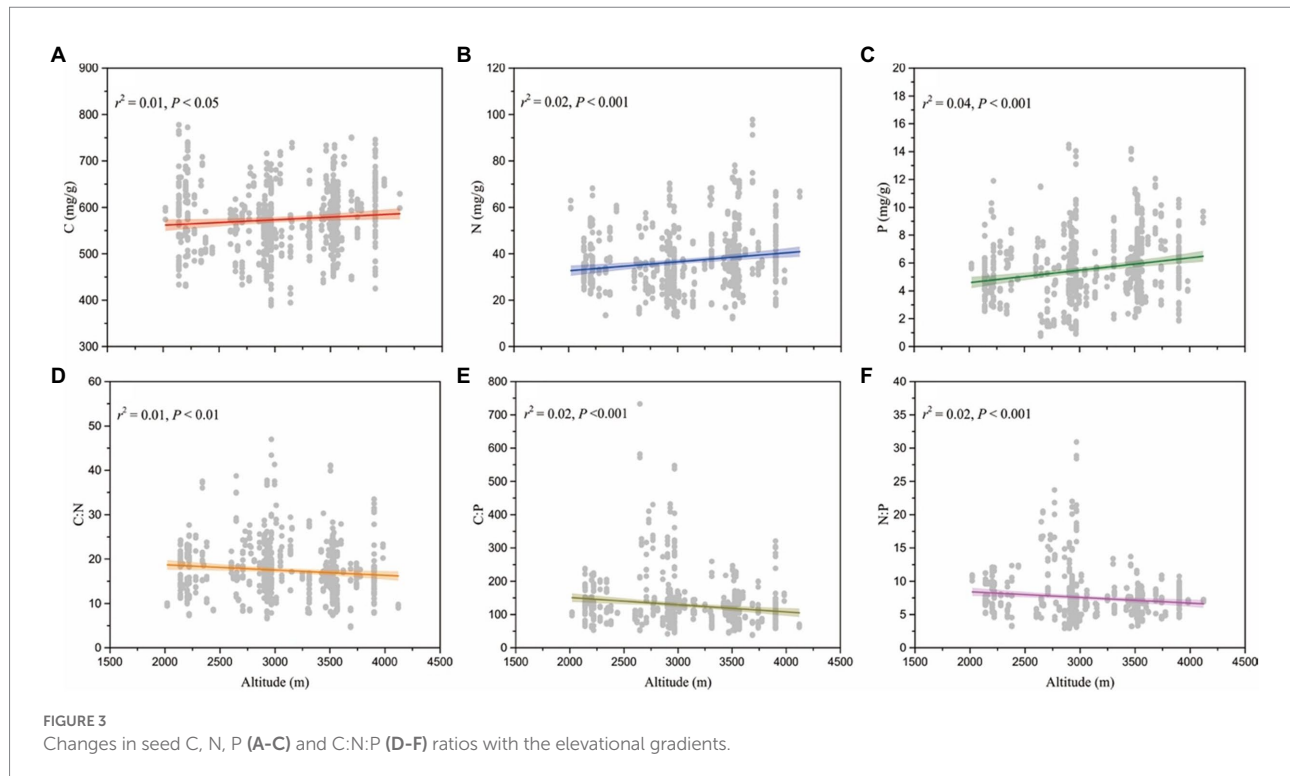 A
C (mg/g)
900
800
700
600
500
400
300
r² = 0.01, P < 0.05
B
N (mg/g)
120
100
80
60
40
20
0
r² = 0.02, P < 0.001
C
P (mg/g)
20
18
16
14
12
10
8
6
4
2
0
r² = 0.04, P < 0.001
D
C:N
60
50
40
30
20
10
0
r² = 0.01, P < 0.01
1500 2000 2500 3000 3500 4000 4500
Altitude (m)
E
C:P
800
700
600
500
400
300
200
100
0
r² = 0.02, P <0.001
1500 2000 2500 3000 3500 4000 4500
Altitude (m)
F
N:P
40
35
30
25
20
15
10
5
0
r² = 0.02, P < 0.001
1500 2000 2500 3000 3500 4000 4500
Altitude (m)
FIGURE 3
Changes in seed C, N, P (A-C) and C:N:P (D-F) ratios with the elevational gradients.